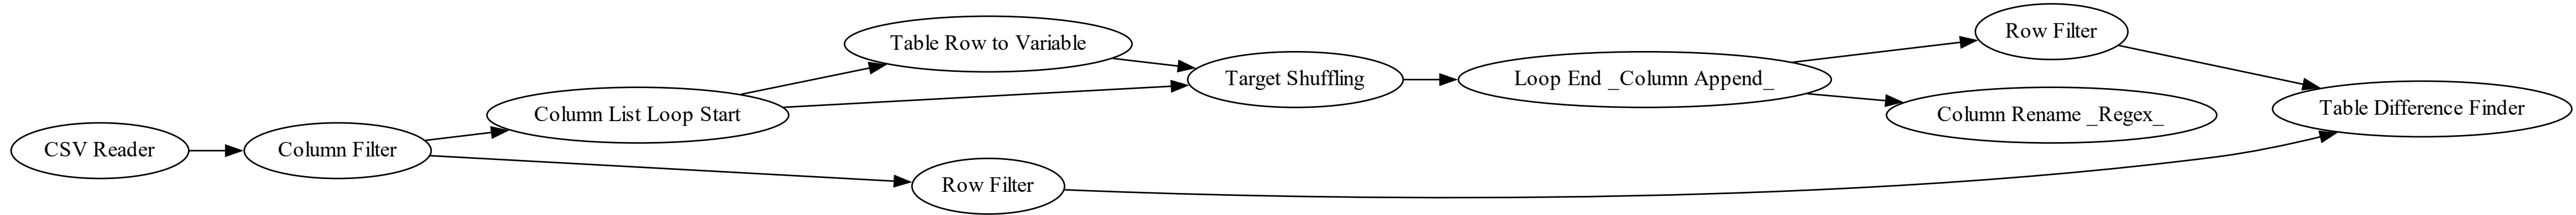 CSV Reader
Column Filter
Column List Loop Start
Table Row to Variable
Row Filter
Target Shuffling
Loop End _Column Append_
Row Filter
Column Rename _Regex_
Table Difference Finder